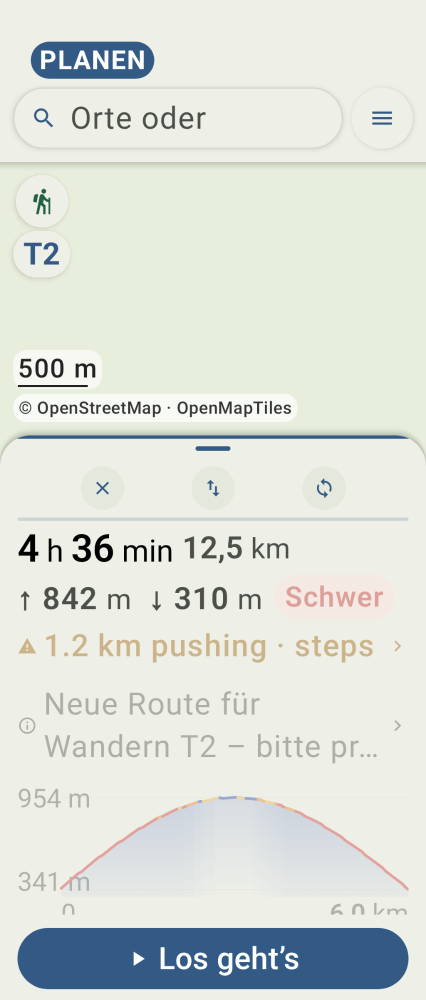 PLANEN
Orte oder
T2
500 m
© OpenStreetMap · OpenMapTiles
4 h 36 min 12,5 km
↑ 842 m ↓ 310 m Schwer
1.2 km pushing · steps
Neue Route für
Wandern T2 – bitte pr…
954 m
341 m
0 6,0 km
Los geht’s